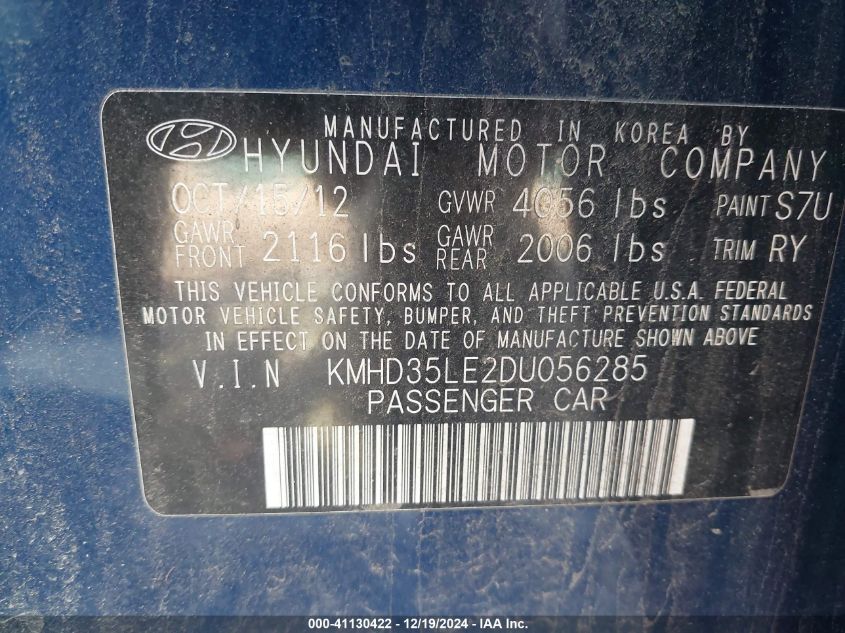 MANUFACTURED IN KOREA BY
HYUNDAI MOTOR COMPANY
OCT/15/12 GVWR 4056 lbs PAINT S7U
GAWR FRONT 2116 lbs GAWR REAR 2006 lbs TRIM RY
THIS VEHICLE CONFORMS TO ALL APPLICABLE U.S.A. FEDERAL
MOTOR VEHICLE SAFETY, BUMPER, AND THEFT PREVENTION STANDARDS
IN EFFECT ON THE DATE OF MANUFACTURE SHOWN ABOVE
V.I.N KMHD35LE2DU056285
PASSENGER CAR
000-41130422 - 12/19/2024 - IAA Inc.